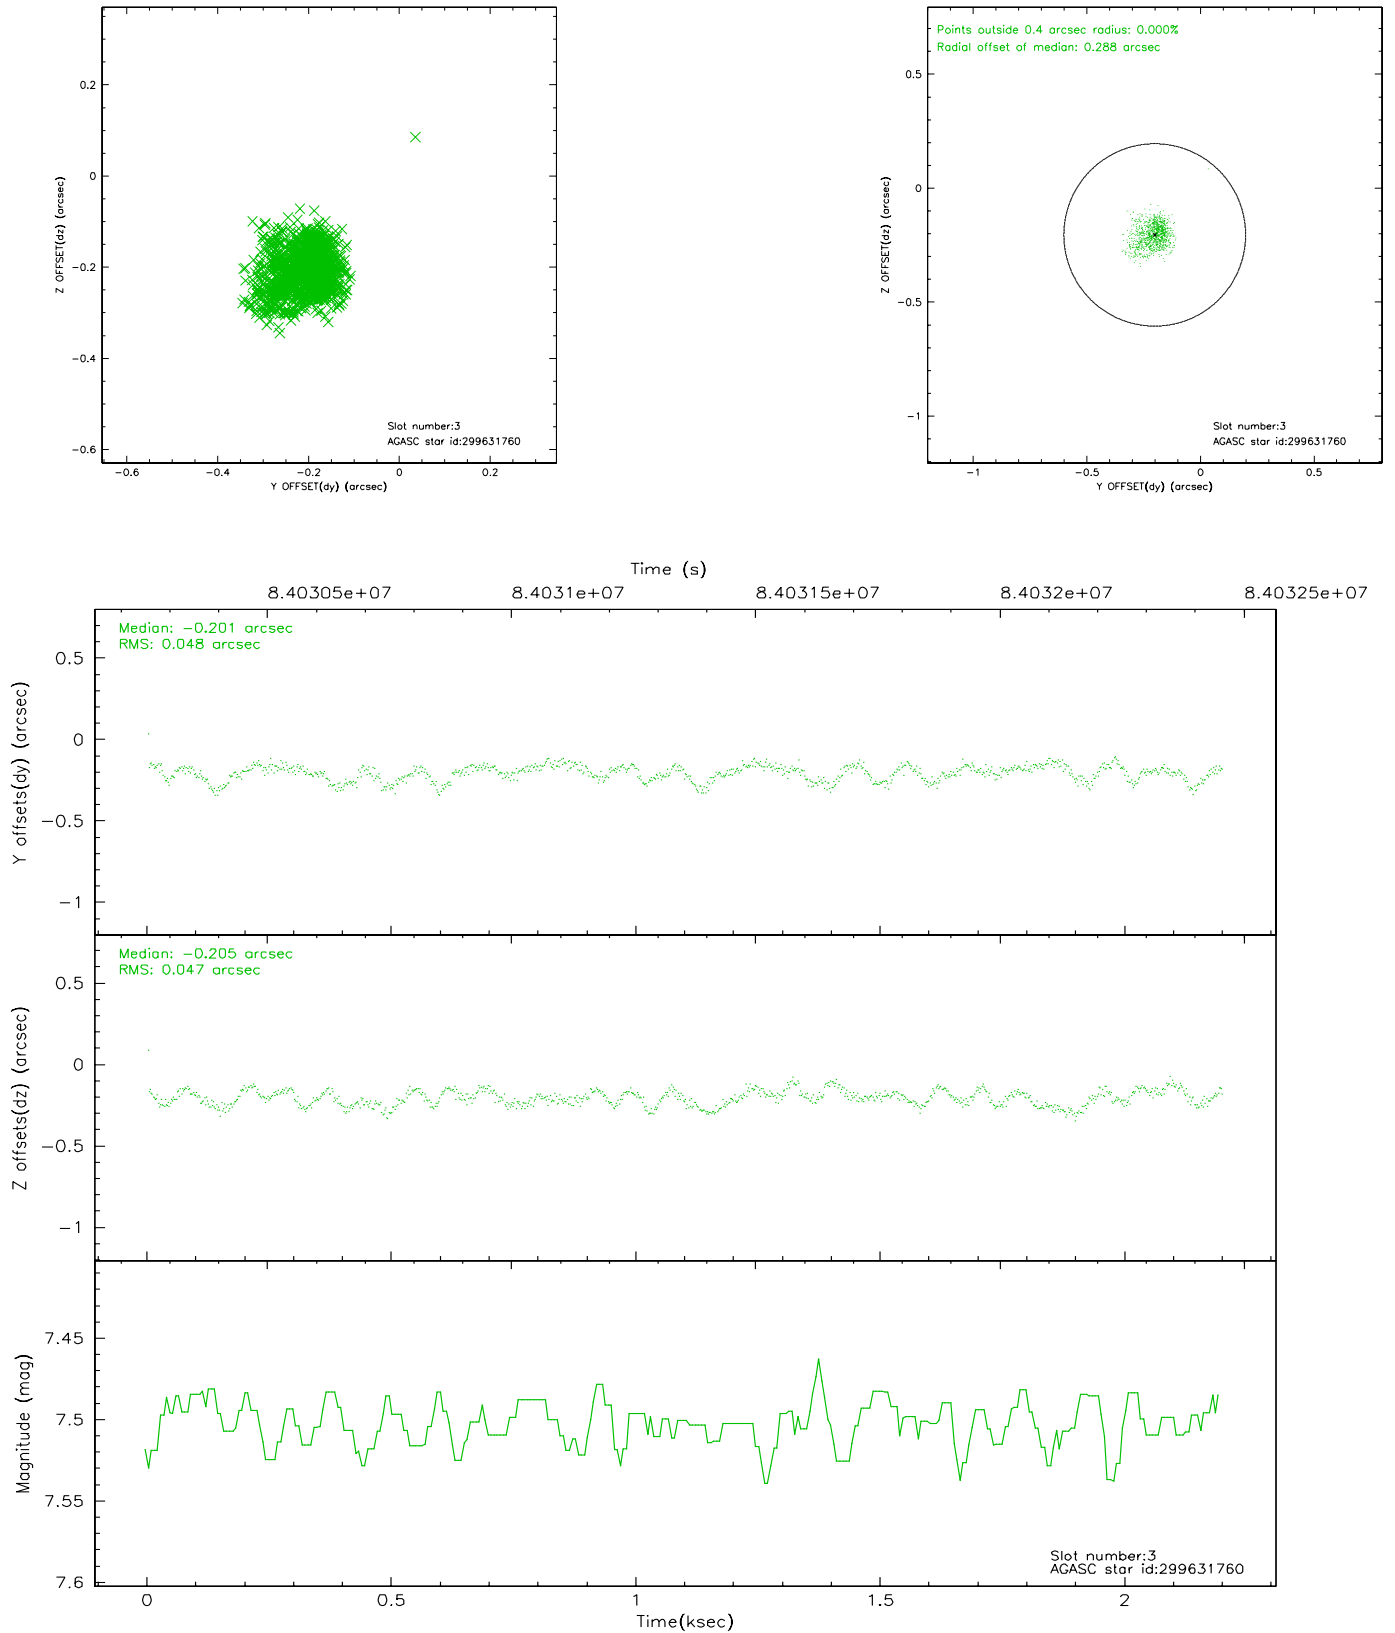 0.2
0
-0.2
-0.4
-0.6
Z OFFSET(dz) (arcsec)
Slot number:3
AGASC star id:299631760
-0.6 -0.4 -0.2 0 0.2
Y OFFSET(dy) (arcsec)
Points outside 0.4 arcsec radius: 0.000%
Radial offset of median: 0.288 arcsec
0.5
0
-0.5
-1
Z OFFSET(dz) (arcsec)
Slot number:3
AGASC star id:299631760
-1 -0.5 0 0.5
Y OFFSET(dy) (arcsec)
Time (s)
8.40305e+07 8.4031e+07 8.40315e+07 8.4032e+07 8.40325e+07
Median: -0.201 arcsec
RMS: 0.048 arcsec
0.5
0
-0.5
-1
Y offsets(dy) (arcsec)
Median: -0.205 arcsec
RMS: 0.047 arcsec
0.5
0
-0.5
-1
Z offsets(dz) (arcsec)
7.45
7.5
7.55
7.6
Magnitude (mag)
Slot number:3
AGASC star id:299631760
0 0.5 1 1.5 2
Time(ksec)